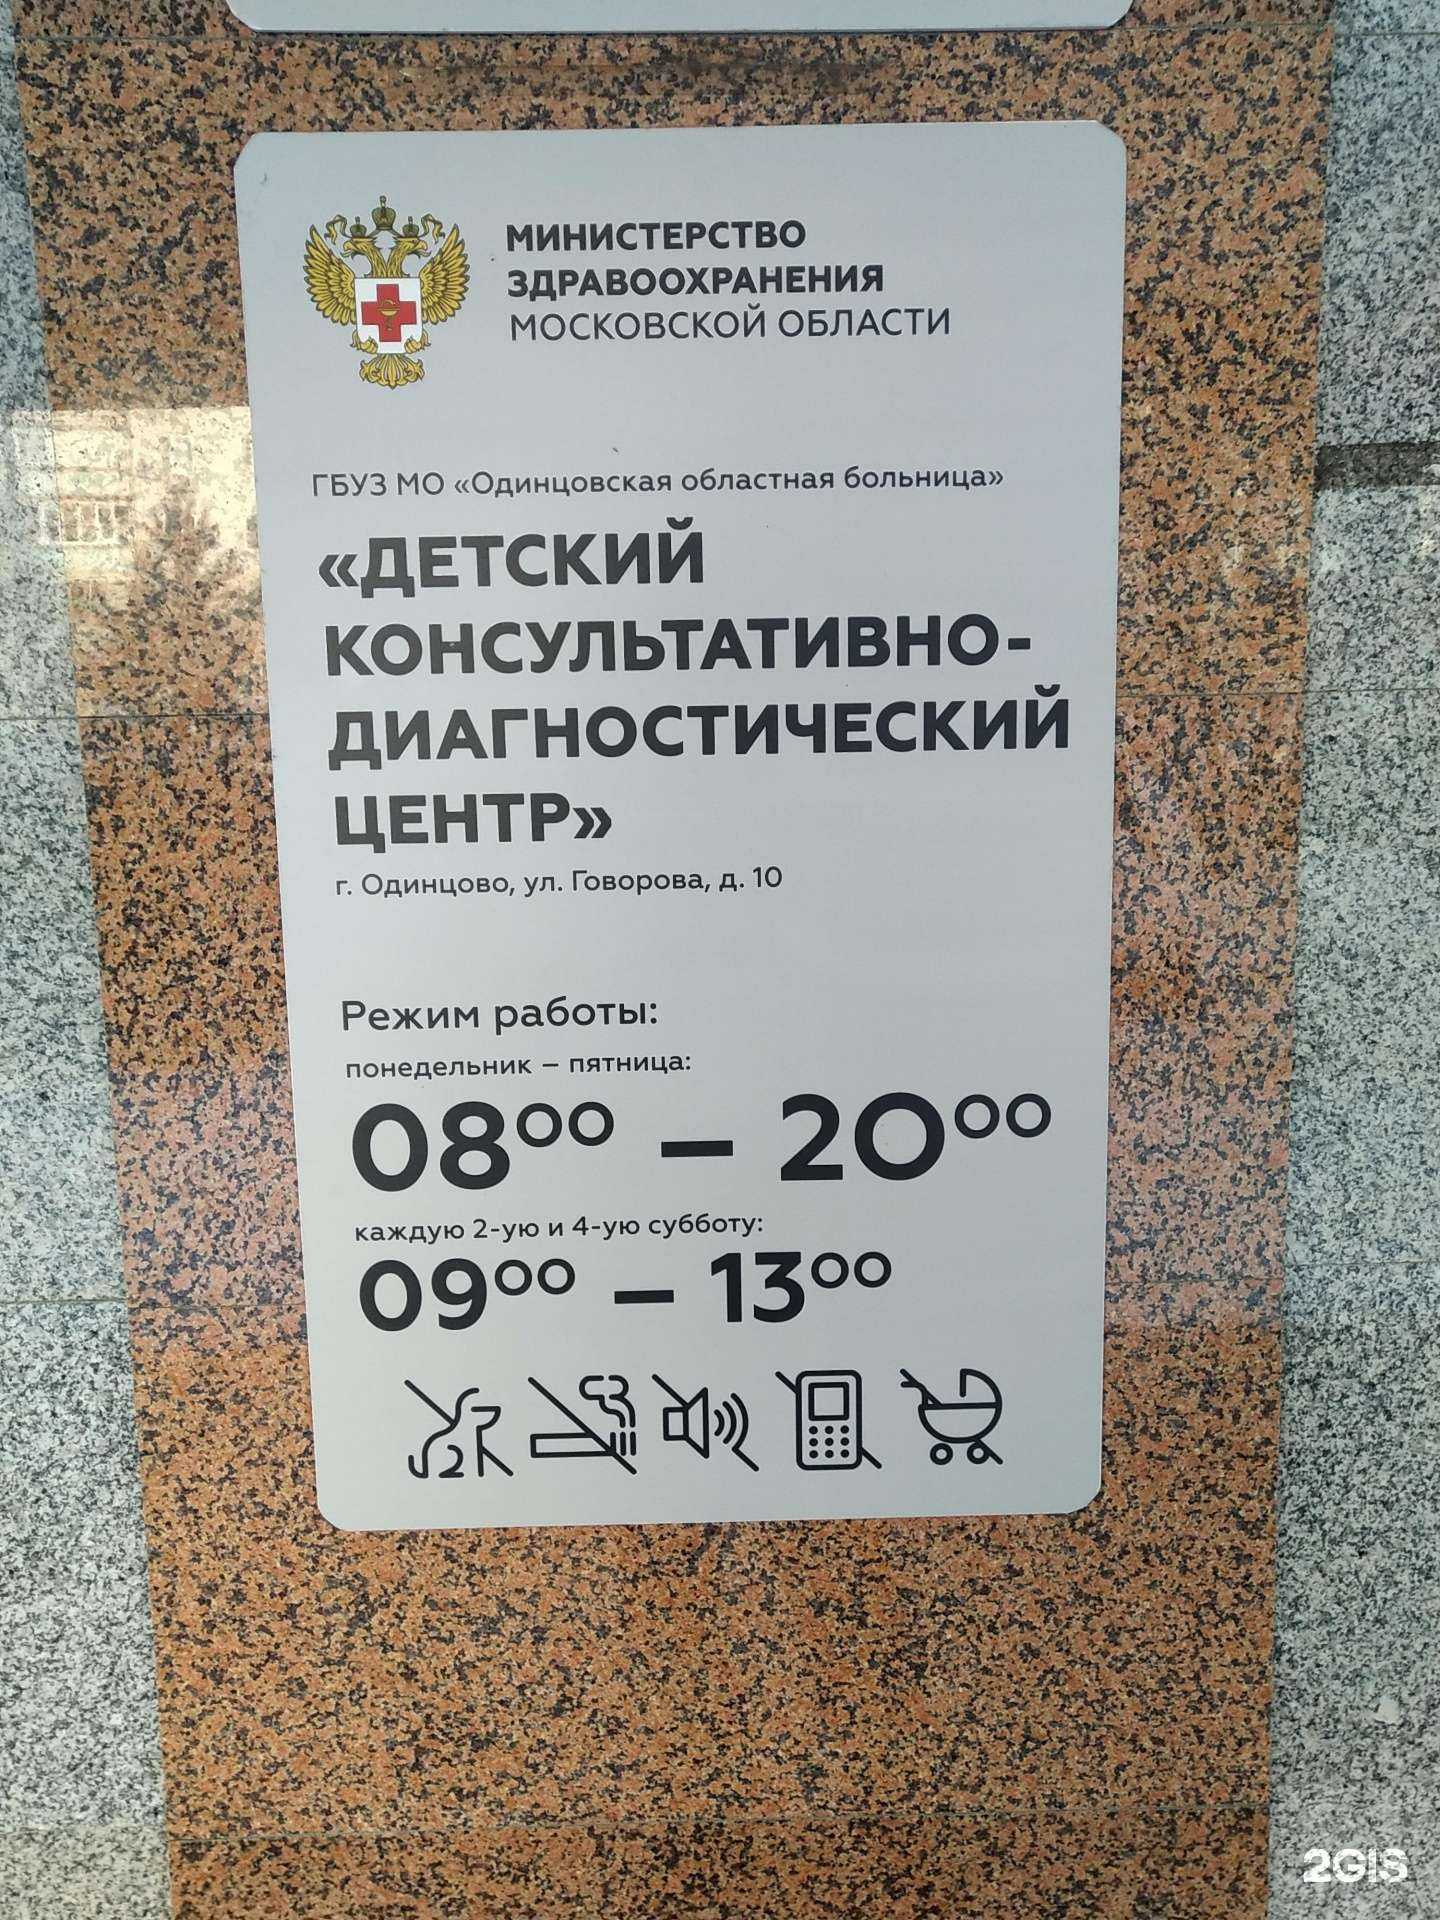 МИНИСТЕРСТВО
ЗДРАВООХРАНЕНИЯ
МОСКОВСКОЙ ОБЛАСТИ
ГБУЗ МО «Одинцовская областная больница»
«ДЕТСКИЙ
КОНСУЛЬТАТИВНО-
ДИАГНОСТИЧЕСКИЙ
ЦЕНТР»
г. Одинцово, ул. Говорова, д. 10
Режим работы:
понедельник – пятница:
08⁰⁰ – 20⁰⁰
каждую 2-ую и 4-ую субботу:
09⁰⁰ – 13⁰⁰
2GIS